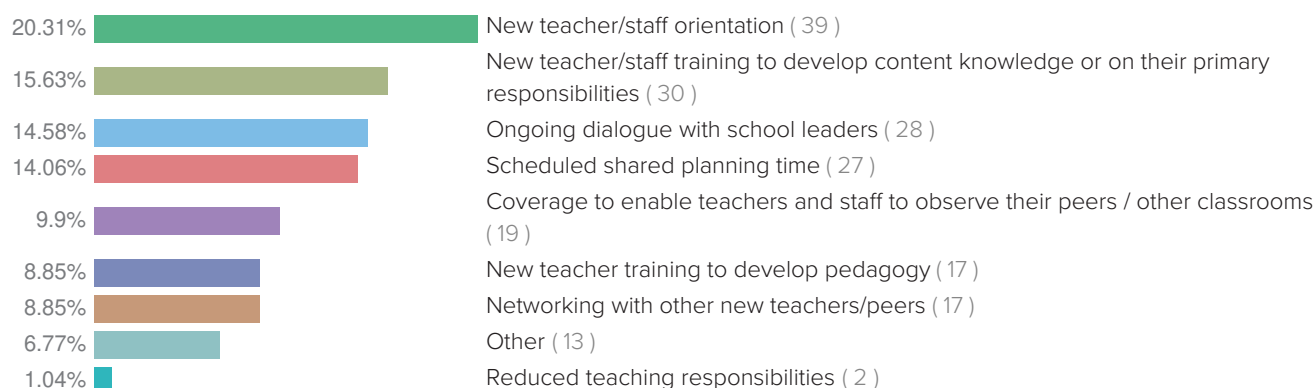 20.31% New teacher/staff orientation ( 39 )
New teacher/staff training to develop content knowledge or on their primary
15.63%
responsibilities ( 30 )
14.58% Ongoing dialogue with school leaders ( 28 )
14.06% Scheduled shared planning time ( 27 )
Coverage to enable teachers and staff to observe their peers / other classrooms
9.9%
( 19 )
8.85% New teacher training to develop pedagogy ( 17 )
8.85% Networking with other new teachers/peers ( 17 )
6.77% Other ( 13 )
1.04% Reduced teaching responsibilities ( 2 )